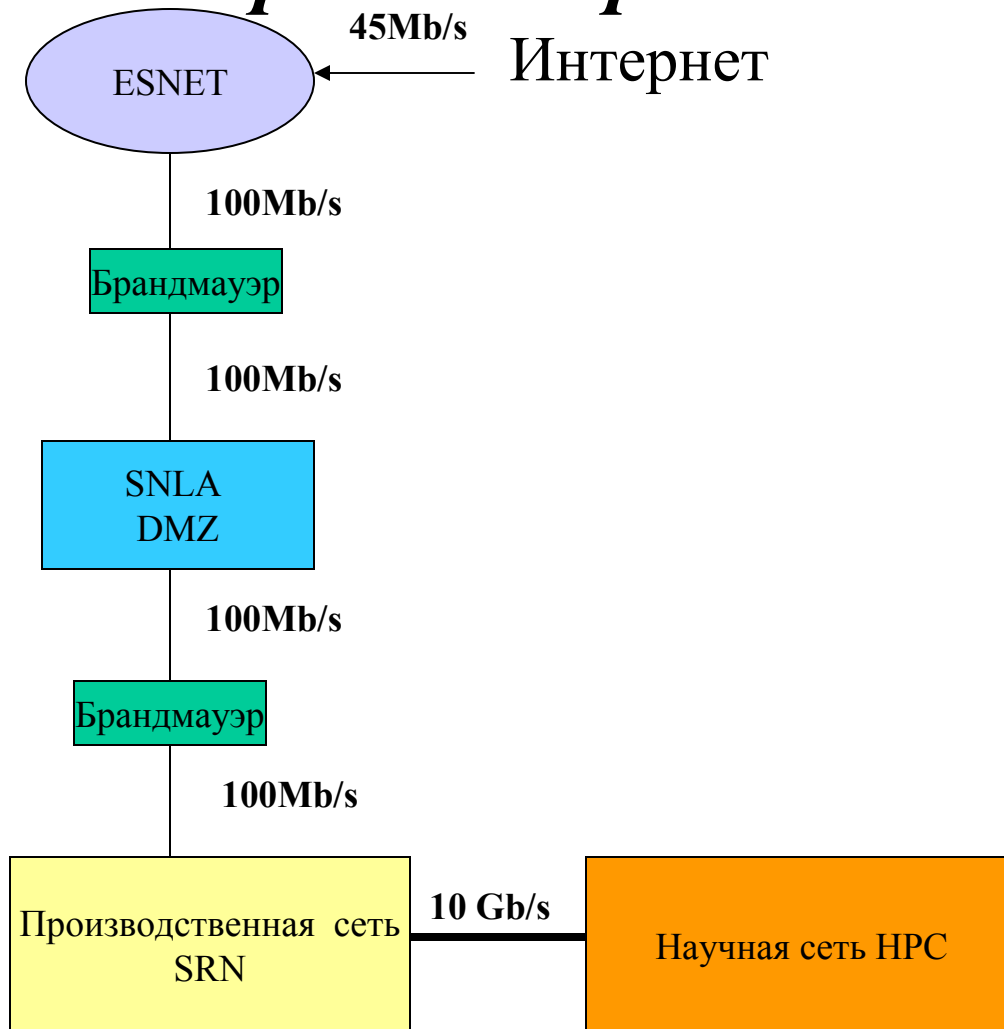 45Mb/s
Интернет
ESNET
100Mb/s
Брандмауэр
100Mb/s
SNLA
DMZ
100Mb/s
Брандмауэр
100Mb/s
Производственная сеть
SRN
10 Gb/s
Научная сеть HPC